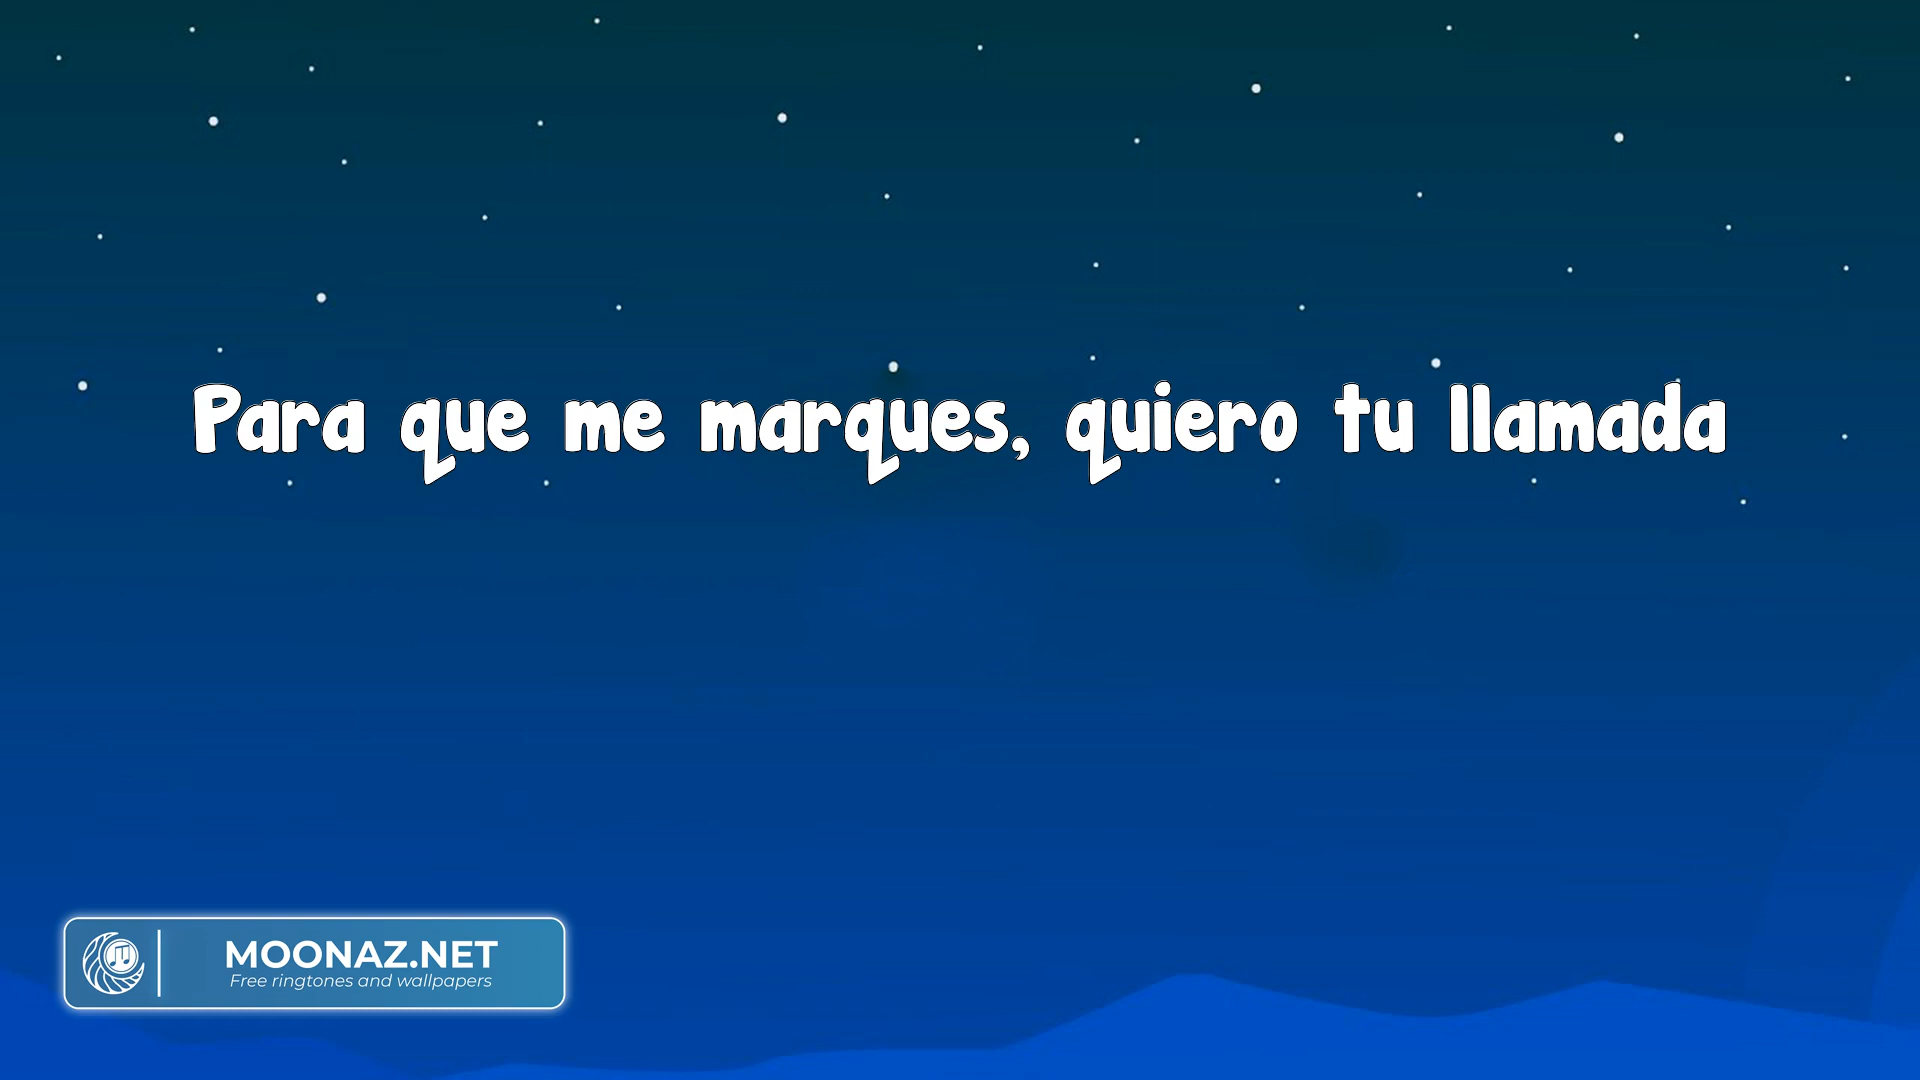 Para que me marques, quiero tu llamada
MOONAZ.NET
Free ringtones and wallpapers